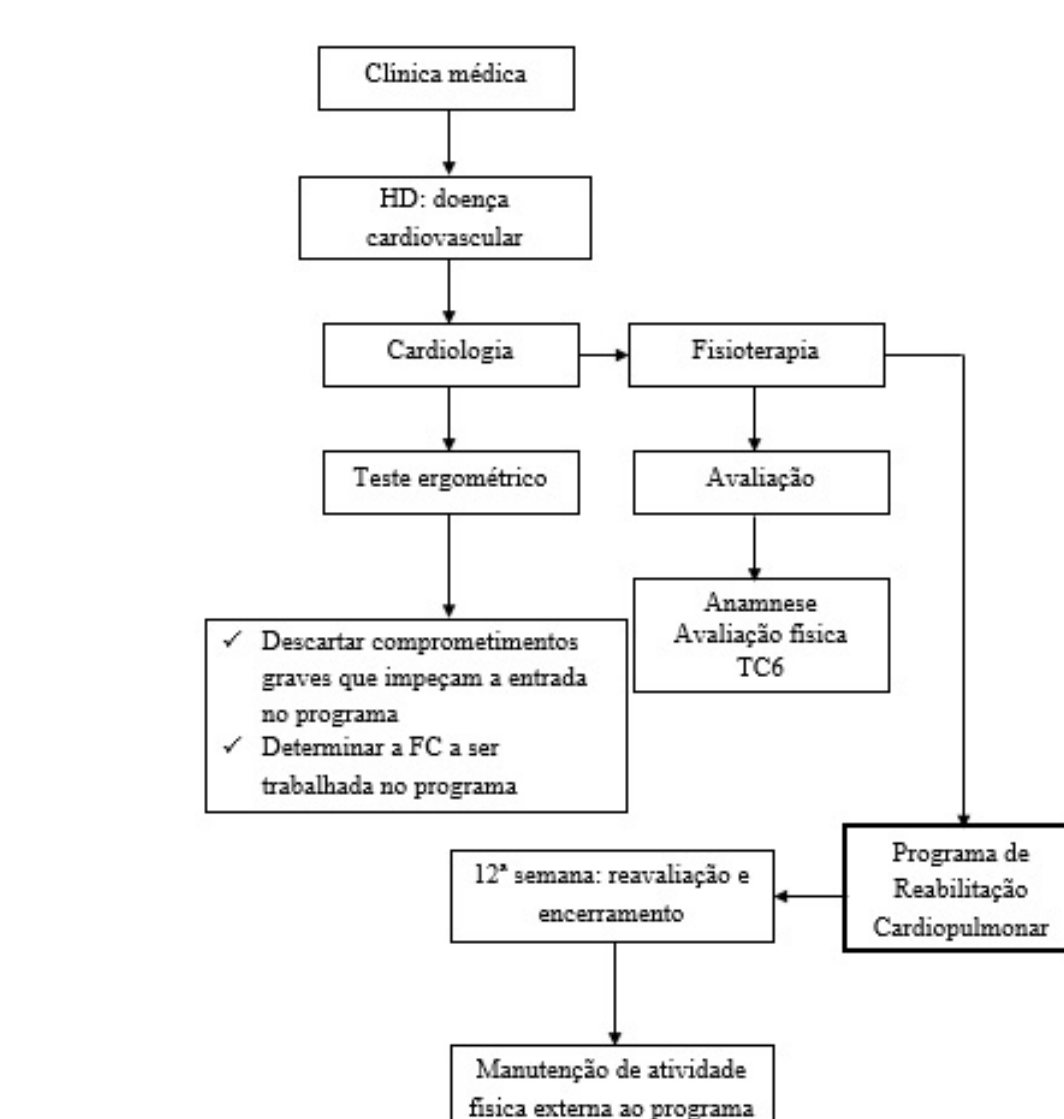 Clínica médica
HD: doença
cardiovascular
Cardiologia
Fisioterapia
Teste ergométrico
Avaliação
Anamnese
Avaliação física
TC6
✓ Descartar comprometimentos
graves que impeçam a entrada
no programa
✓ Determinar a FC a ser
trabalhada no programa
Programa de
Reabilitação
Cardiopulmonar
12ª semana: reavaliação e
encerramento
Manutenção de atividade
física externa ao programa